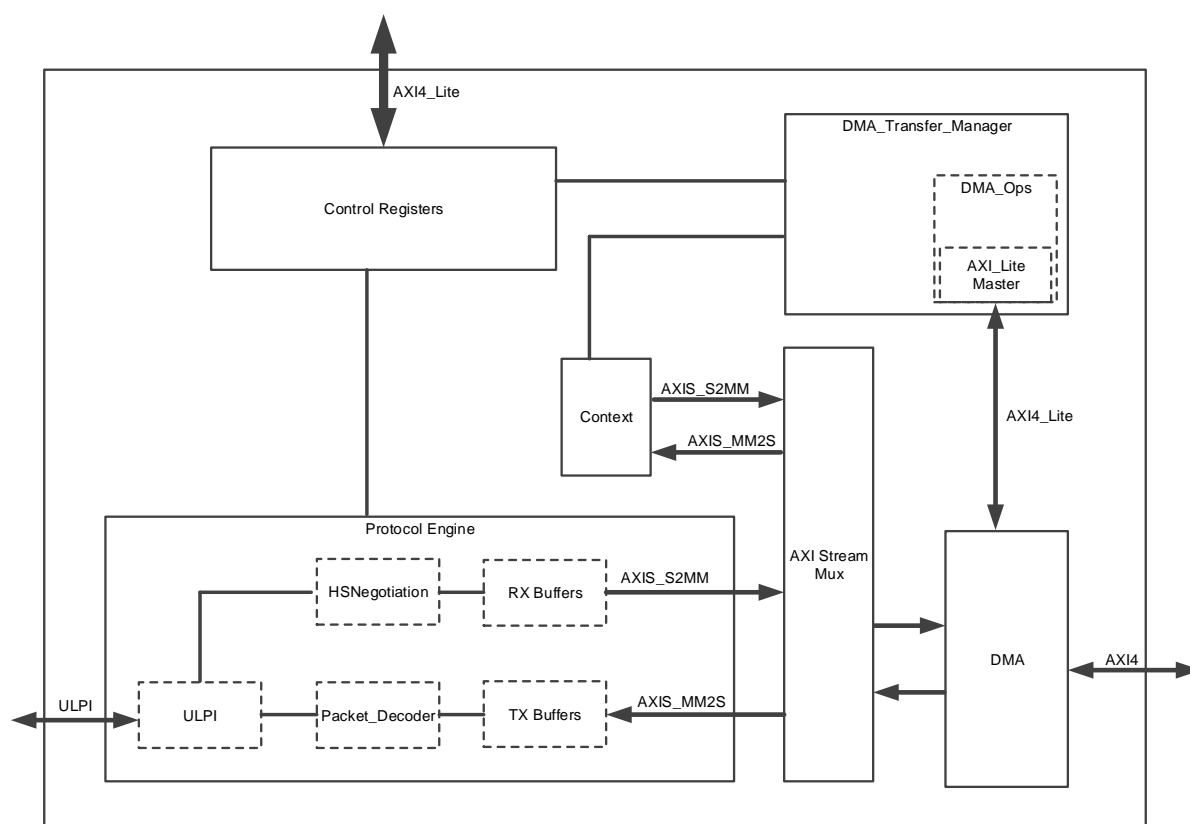 AXI4_Lite
DMA_Transfer_Manager
Control Registers
DMA_Ops
AXI_Lite
Master
AXIS_S2MM
Context
AXIS_MM2S
AXI4_Lite
Protocol Engine
AXI Stream
Mux
HSNegotiation
RX Buffers
AXIS_S2MM
DMA
AXI4
ULPI
ULPI
Packet_Decoder
TX Buffers
AXIS_MM2S